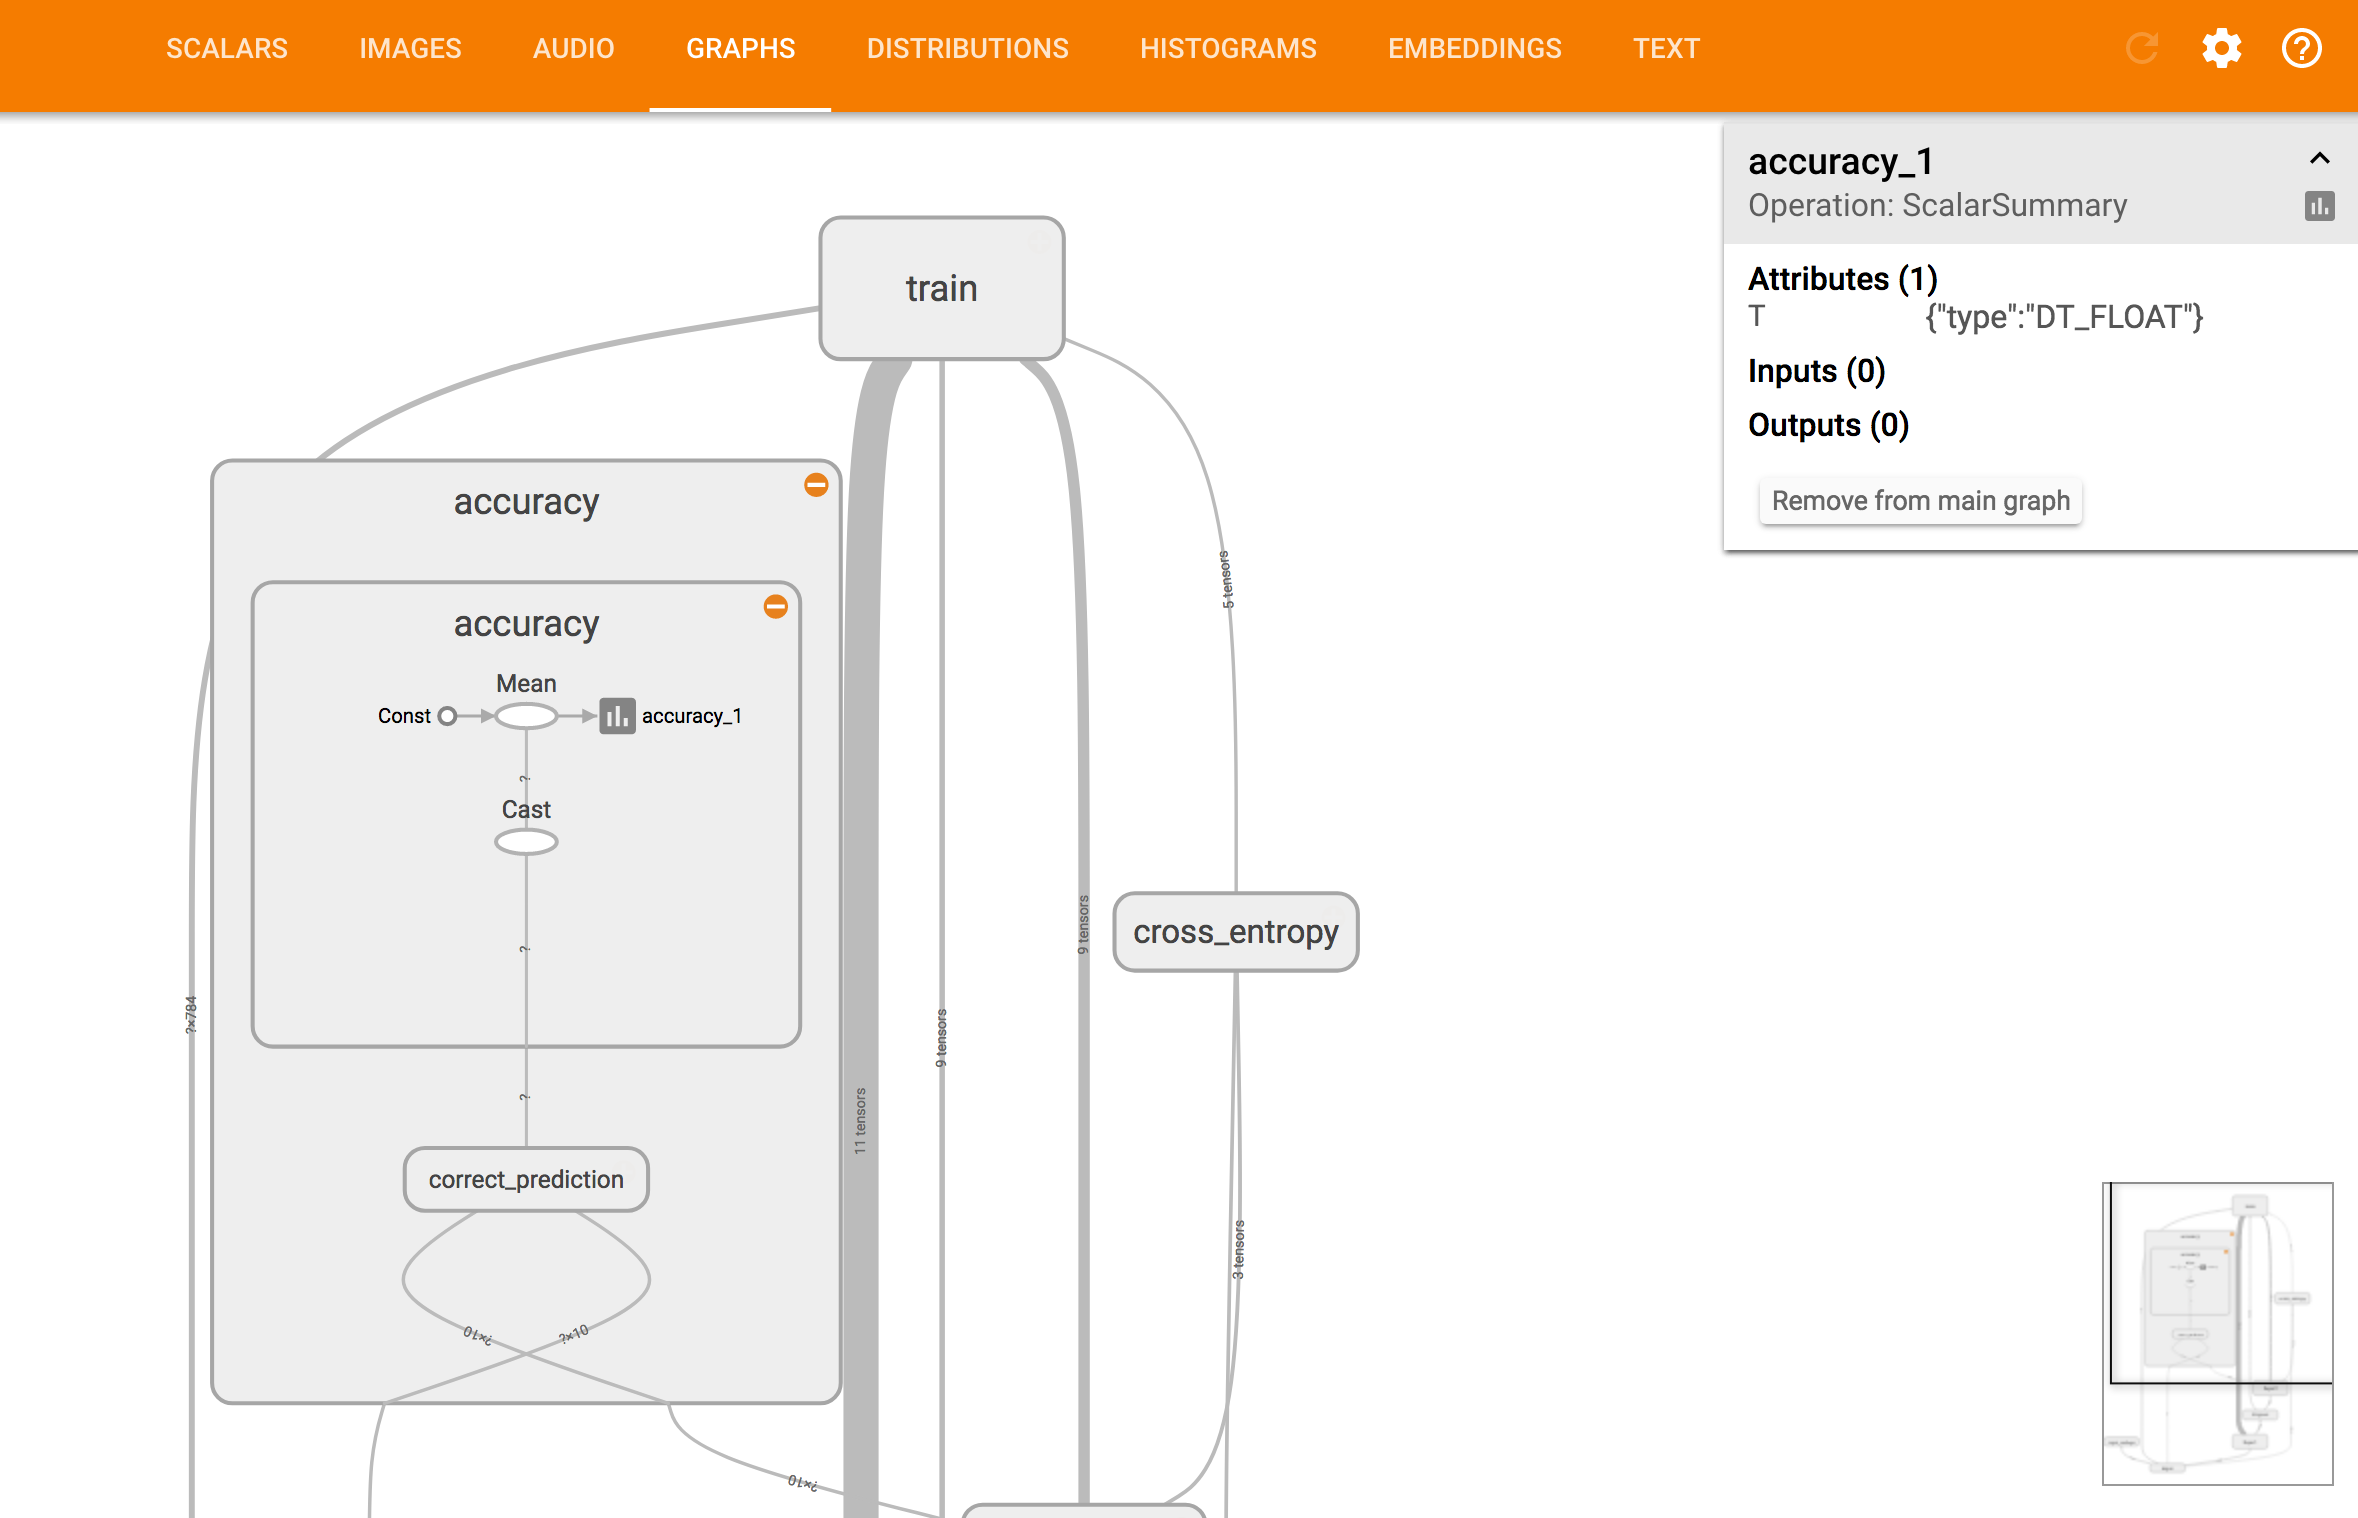 SCALARS IMAGES AUDIO GRAPHS DISTRIBUTIONS HISTOGRAMS EMBEDDINGS TEXT
accuracy_1
Operation: ScalarSummary
Attributes (1)
T {"type":"DT_FLOAT"}
Inputs (0)
Outputs (0)
Remove from main graph
train
accuracy
accuracy
Mean
Const
accuracy_1
?
Cast
?
?
correct_prediction
?×10
?×10
?×10
?×784
11 tensors
9 tensors
9 tensors
5 tensors
cross_entropy
3 tensors